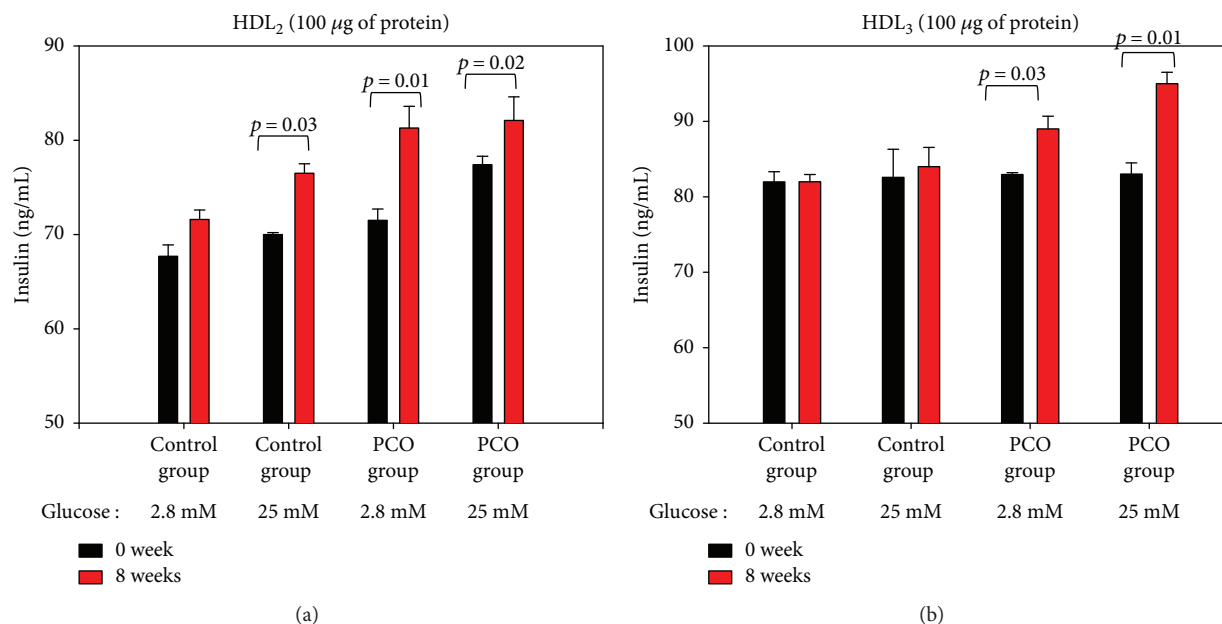 HDL₂ (100 μg of protein)
90
80
70
60
50
Insulin (ng/mL)
p = 0.03
p = 0.01
p = 0.02
Control group
Control group
PCO group
PCO group
Glucose : 2.8 mM 25 mM 2.8 mM 25 mM
0 week
8 weeks
(a)
HDL₃ (100 μg of protein)
100
90
80
70
60
50
Insulin (ng/mL)
p = 0.03
p = 0.01
Control group
Control group
PCO group
PCO group
Glucose : 2.8 mM 25 mM 2.8 mM 25 mM
0 week
8 weeks
(b)